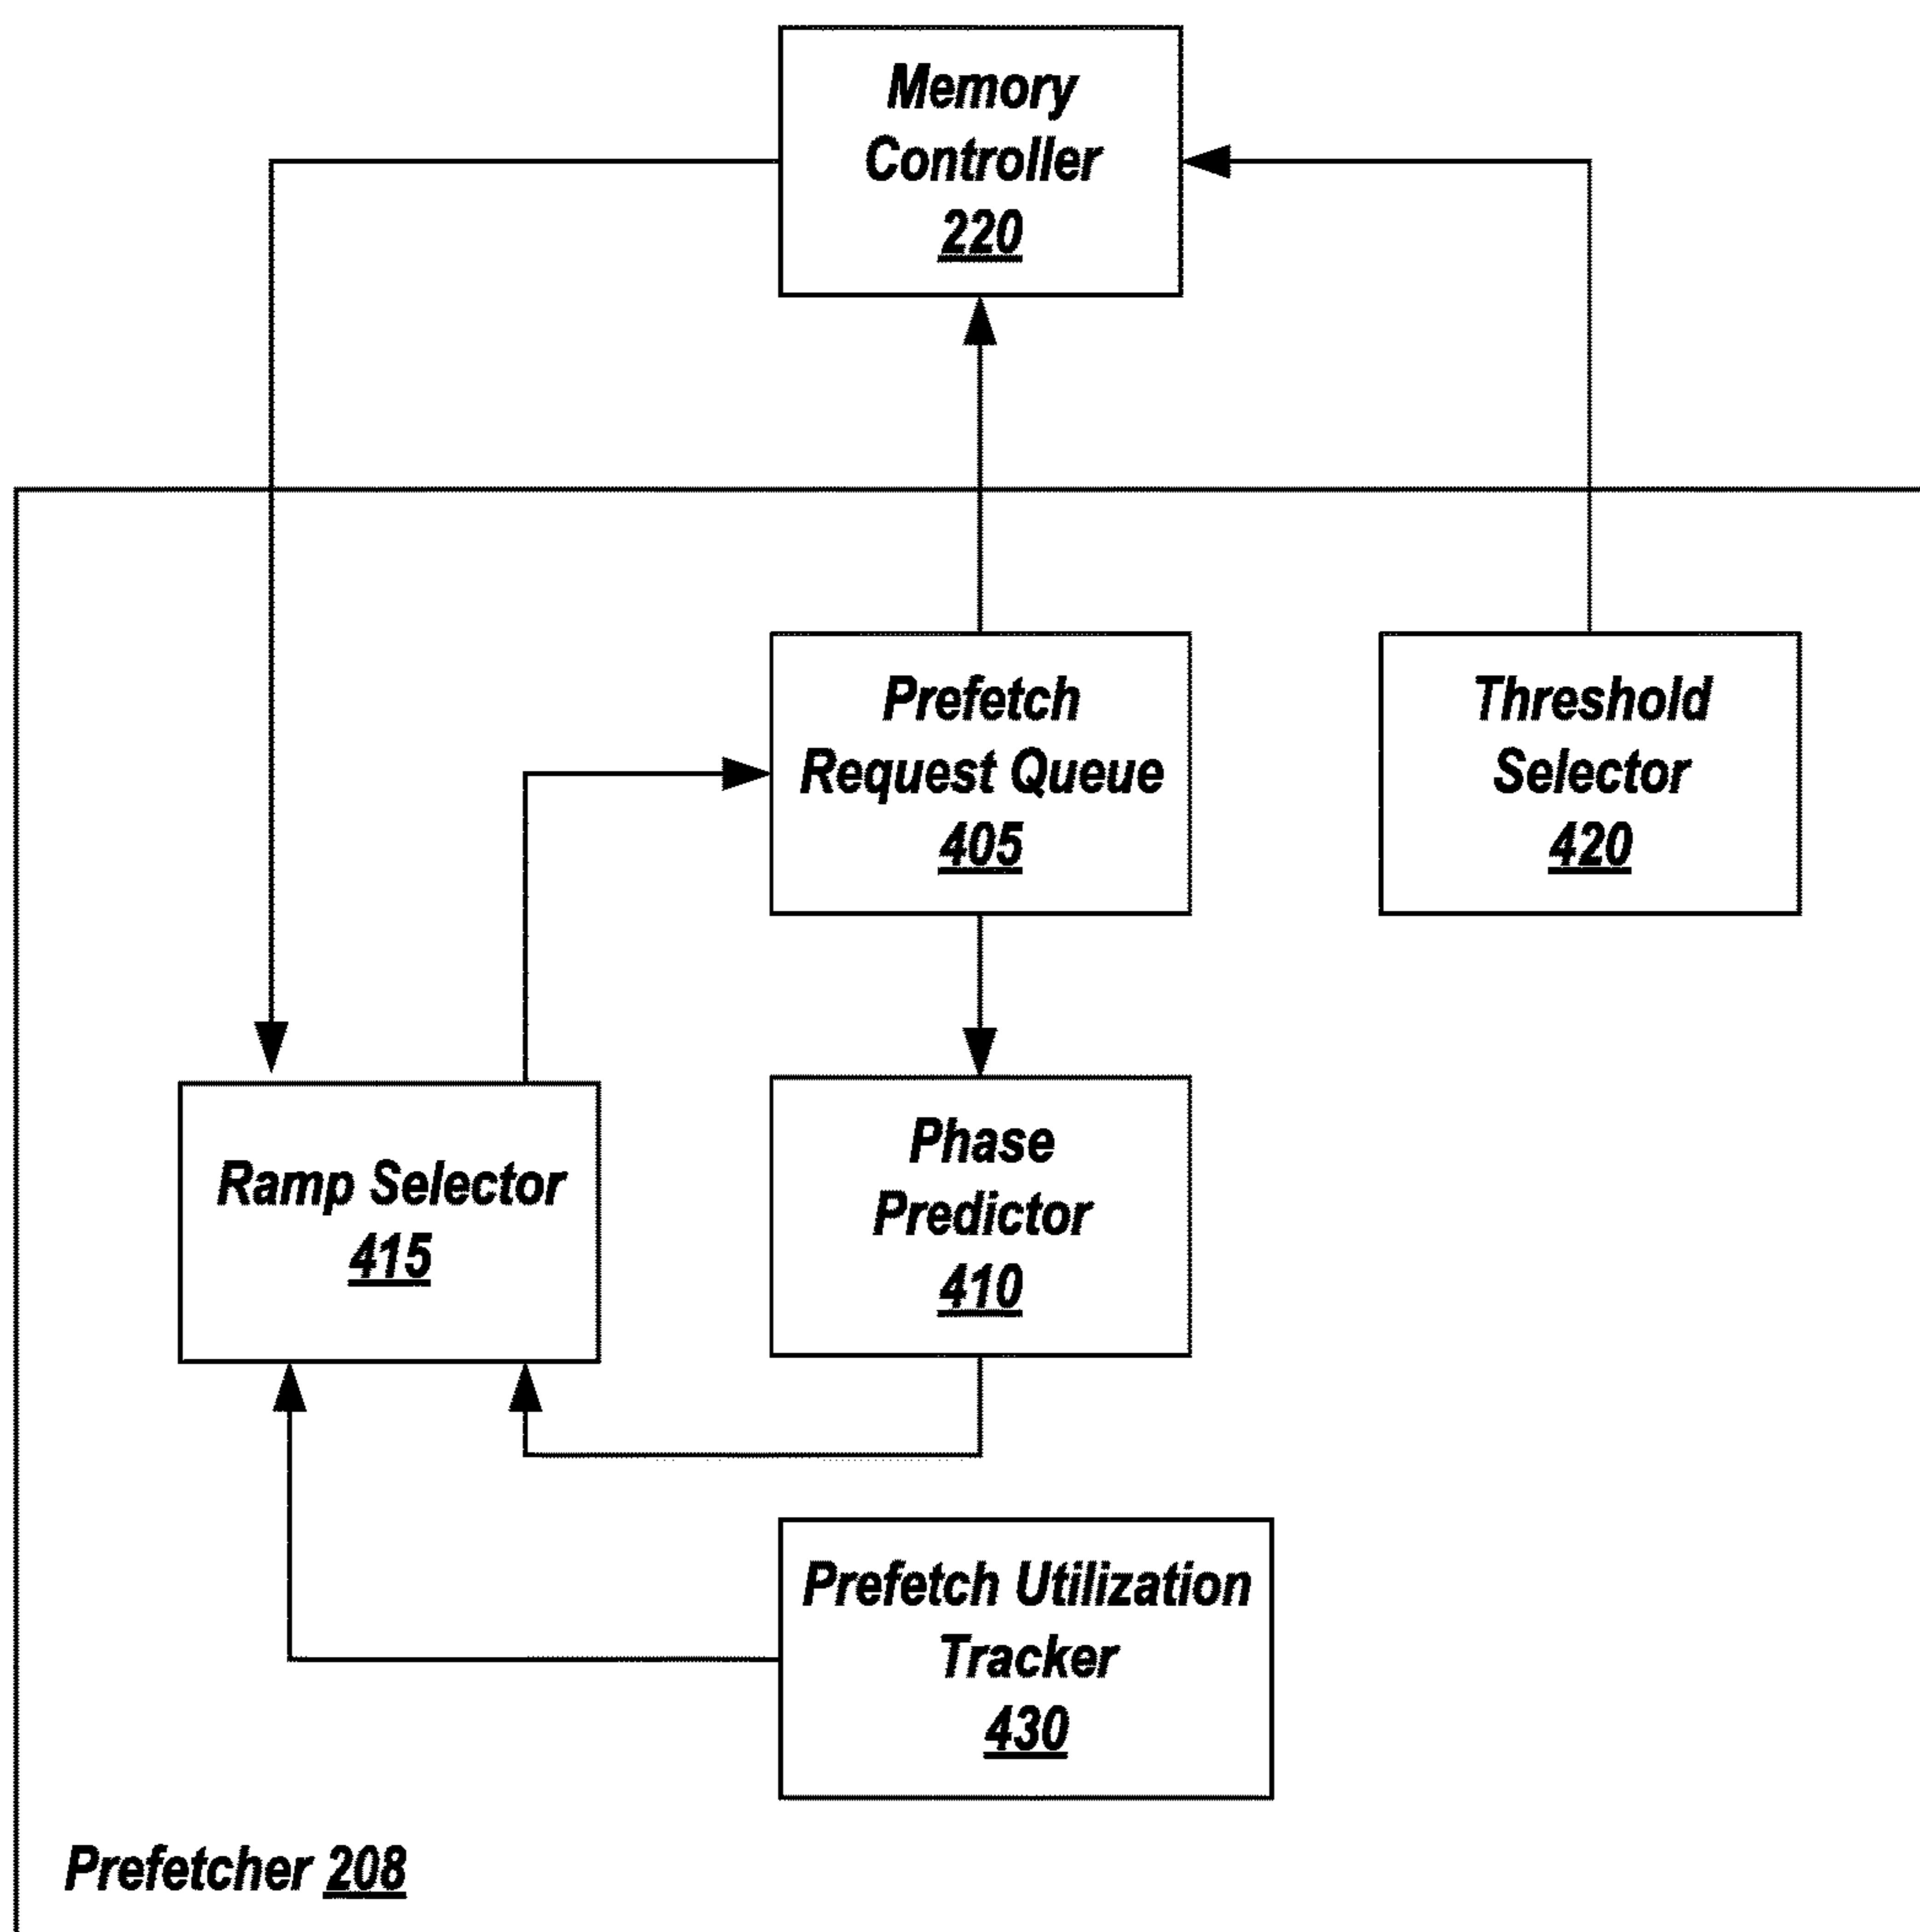 Memory
Controller
220
Prefetch
Request Queue
405
Threshold
Selector
420
Ramp Selector
415
Phase
Predictor
410
Prefetch Utilization
Tracker
430
Prefetcher 208